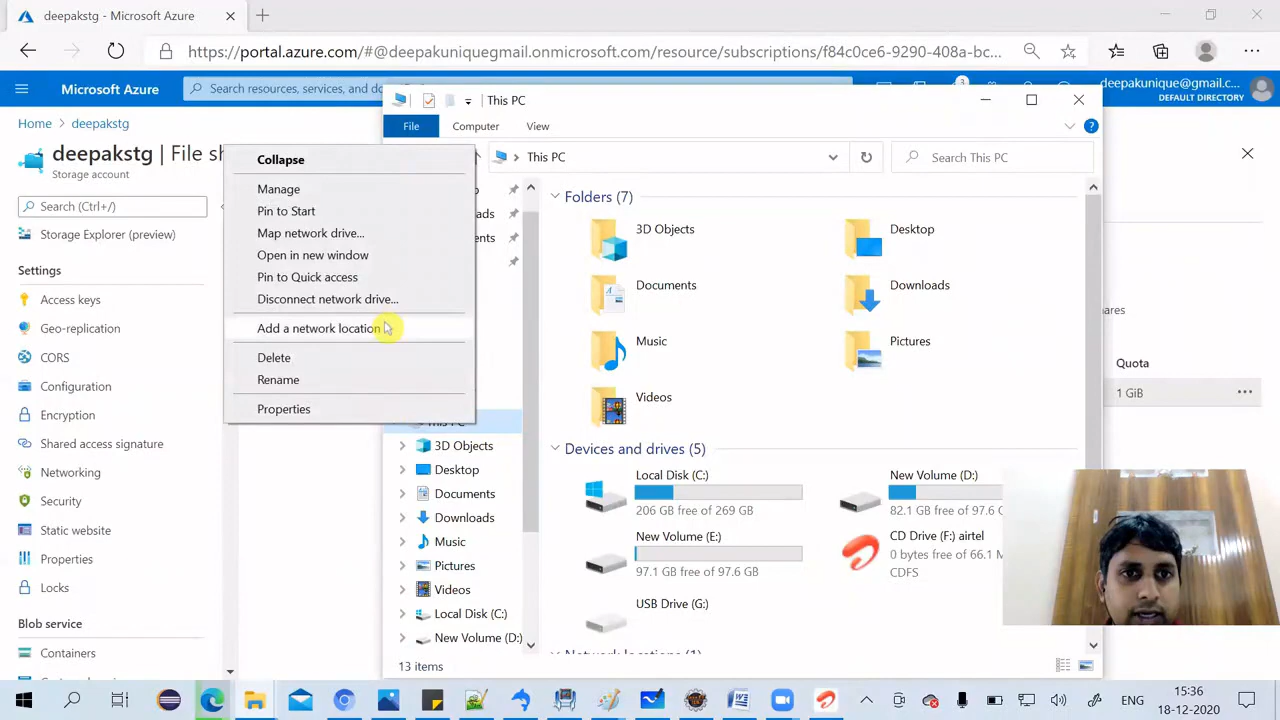 deepakstg - Microsoft Azure
https://portal.azure.com/#@deepakuniquegmail.onmicrosoft.com/resource/subscriptions/f84c0ce6-9290-408a-bc...
Microsoft Azure
Search resources, services, and do
3
deepakunique@gmail.c...
DEFAULT DIRECTORY
Home > deepakstg
deepakstg | File sh
Storage account
Search (Ctrl+/)
Storage Explorer (preview)
Settings
Access keys
Geo-replication
CORS
Configuration
Encryption
Shared access signature
Networking
Security
Static website
Properties
Locks
Blob service
Containers
Collapse
Manage
Pin to Start
Map network drive...
Open in new window
Pin to Quick access
Disconnect network drive...
Add a network location
Delete
Rename
Properties
This PC
File
Computer
View
This PC
Search This PC
ads
ents
This PC
3D Objects
Desktop
Documents
Downloads
Music
Pictures
Videos
Local Disk (C:)
New Volume (D:)
Folders (7)
3D Objects
Desktop
Documents
Downloads
Music
Pictures
Videos
Devices and drives (5)
Local Disk (C:)
206 GB free of 269 GB
New Volume (D:)
82.1 GB free of 97.6 G
New Volume (E:)
97.1 GB free of 97.6 GB
CD Drive (F:) airtel
0 bytes free of 66.1 M
CDFS
USB Drive (G:)
Network locations (1)
13 items
ares
Quota
1 GiB
ENG
15:36
18-12-2020